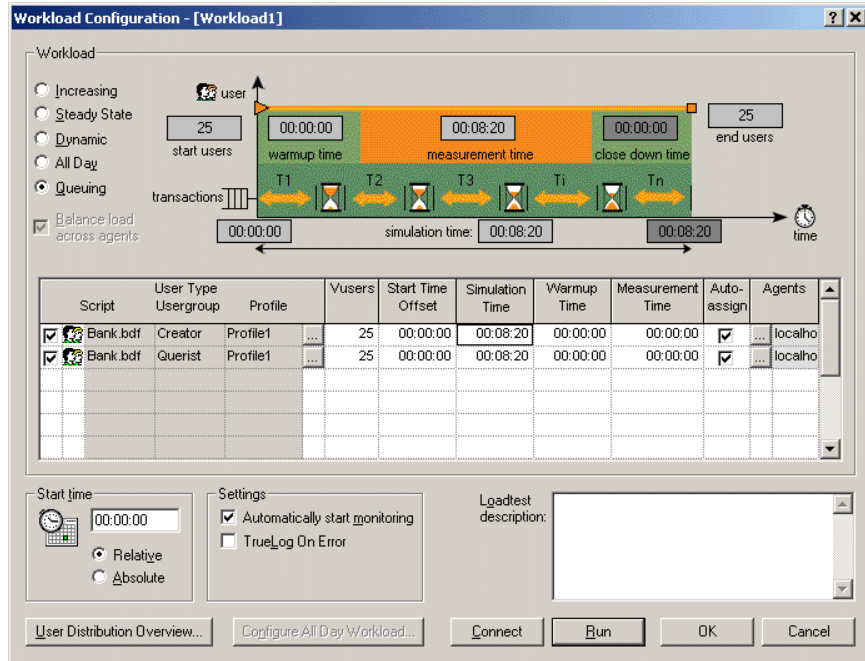 Workload Configuration - [Workload1]
Workload
Increasing
Steady State
Dynamic
All Day
Queuing
Balance load
across agents
user
25
start users
00:00:00
warmup time
00:08:20
measurement time
00:00:00
close down time
25
end users
transactions
T1
T2
T3
Ti
Tn
00:00:00
simulation time:
00:08:20
00:08:20
time
Script
User Type
Usergroup
Profile
Vusers
Start Time
Offset
Simulation
Time
Warmup
Time
Measurement
Time
Auto-
assign
Agents
Bank.bdf Creator Profile1 ... 25 00:00:00 00:08:20 00:00:00 00:00:00 ... localho
Bank.bdf Querist Profile1 ... 25 00:00:00 00:08:20 00:00:00 00:00:00 ... localho
Start time
00:00:00
Relative
Absolute
Settings
Automatically start monitoring
TrueLog On Error
Loadtest
description:
User Distribution Overview...
Configure All Day Workload...
Connect
Run
OK
Cancel